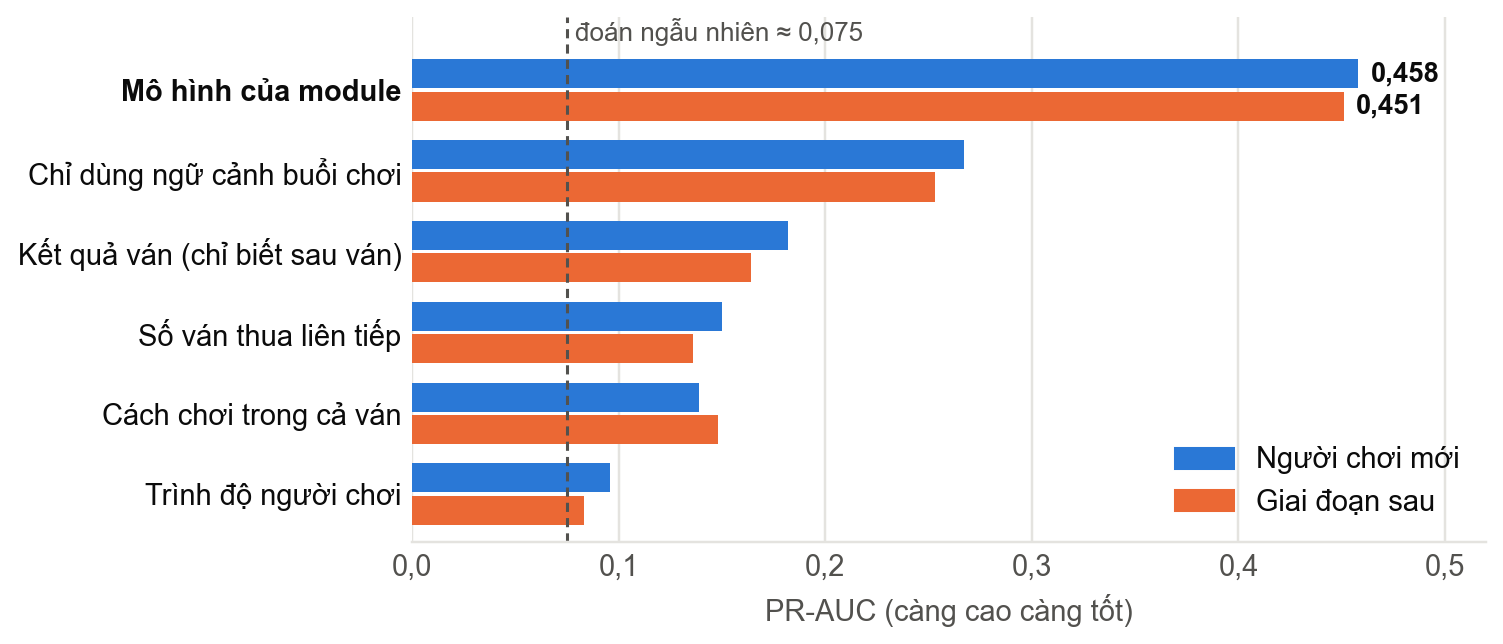 đoán ngẫu nhiên ≈ 0,075
Mô hình của module
0,458
0,451
Chỉ dùng ngữ cảnh buổi chơi
Kết quả ván (chỉ biết sau ván)
Số ván thua liên tiếp
Cách chơi trong cả ván
Trình độ người chơi
Người chơi mới
Giai đoạn sau
0,0 0,1 0,2 0,3 0,4 0,5
PR-AUC (càng cao càng tốt)